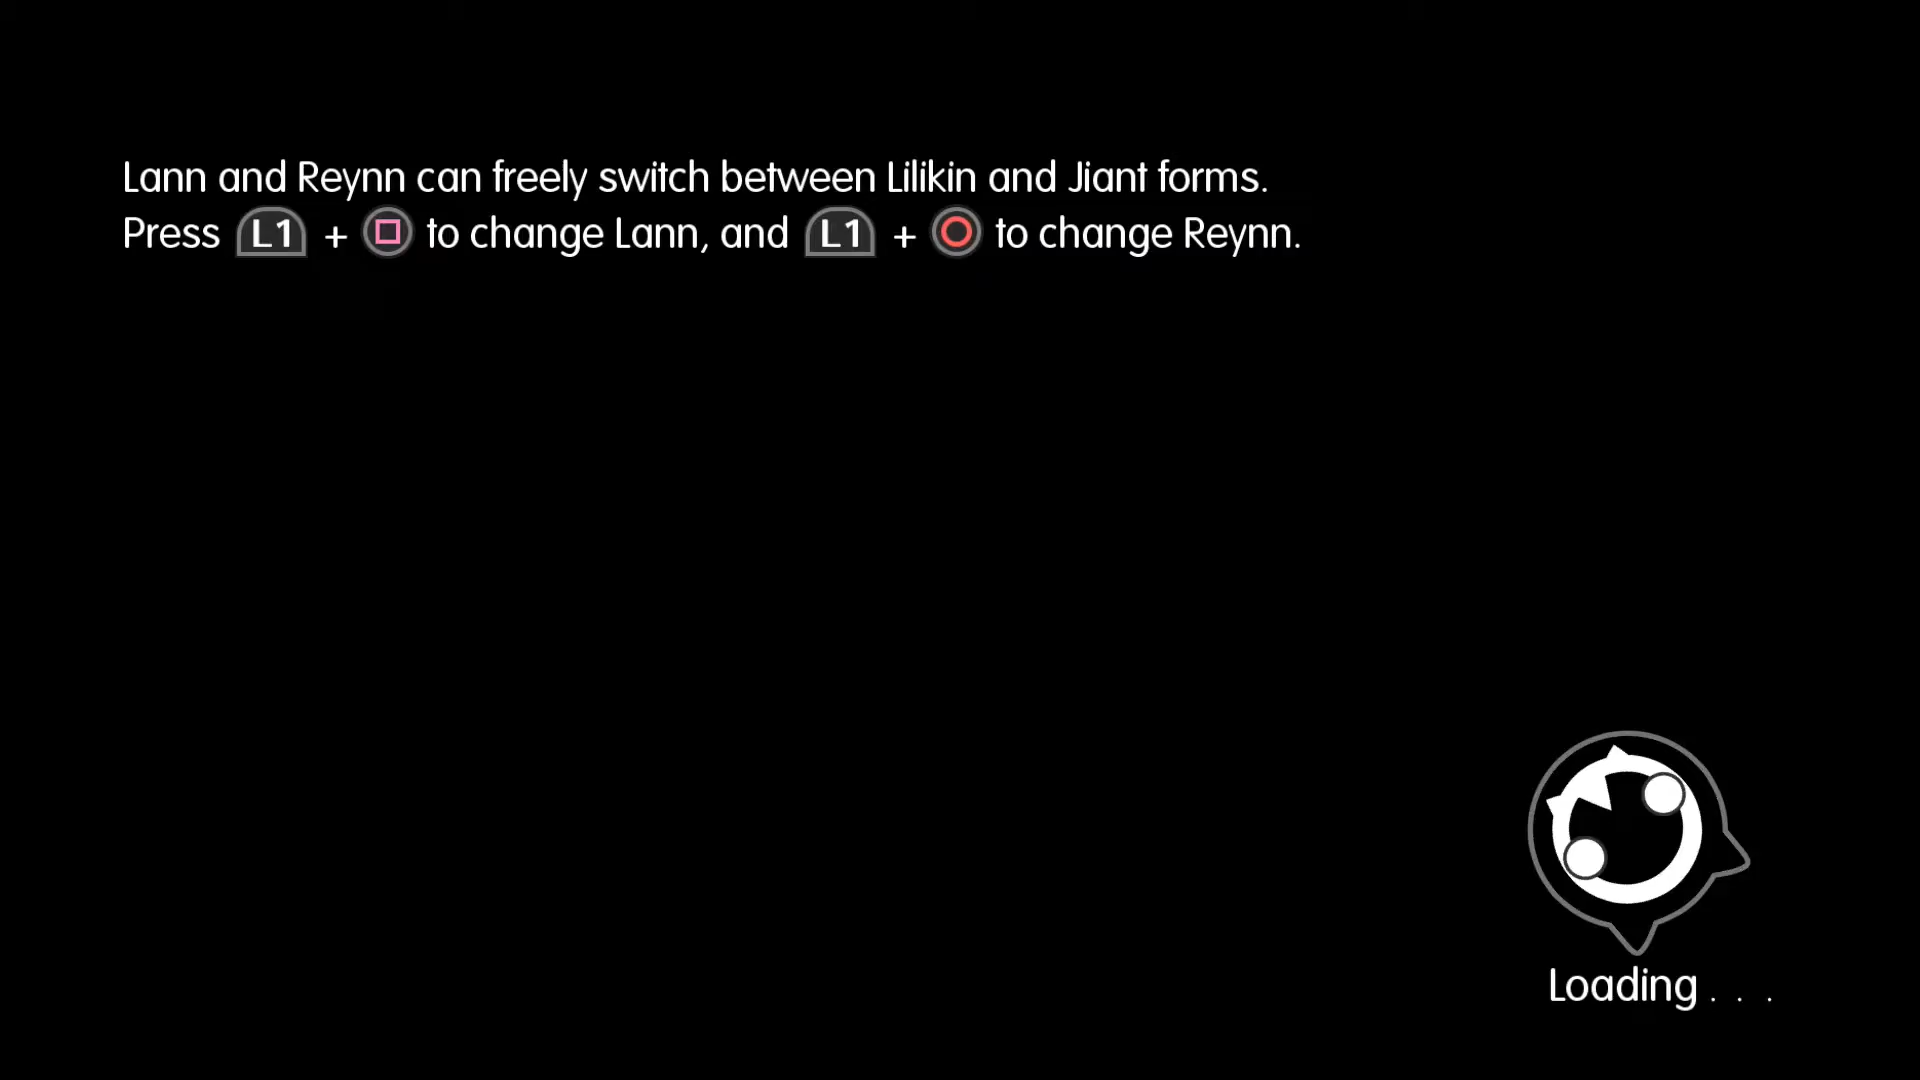 Lann and Reynn can freely switch between Lilikin and Jiant forms.
Press L1 + □ to change Lann, and L1 + ○ to change Reynn.
Loading . . .